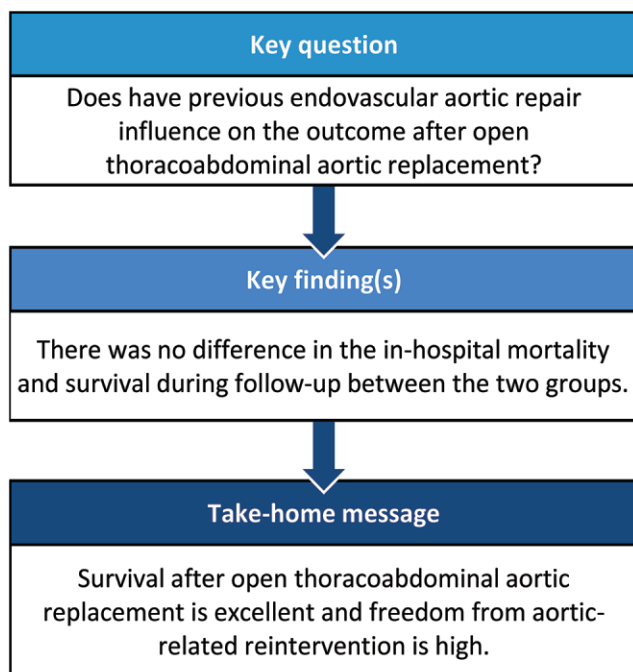 Key question
Does have previous endovascular aortic repair
influence on the outcome after open
thoracoabdominal aortic replacement?
Key finding(s)
There was no difference in the in-hospital mortality
and survival during follow-up between the two groups.
Take-home message
Survival after open thoracoabdominal aortic
replacement is excellent and freedom from aortic-
related reintervention is high.